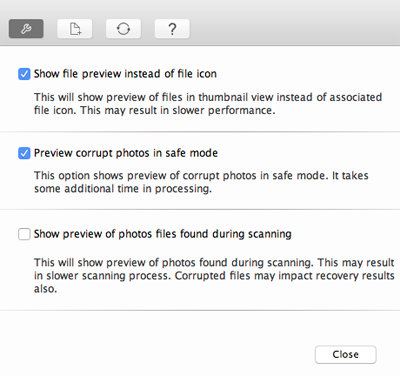 ?
Show file preview instead of file icon
This will show preview of files in thumbnail view instead of associated
file icon. This may result in slower performance.
Preview corrupt photos in safe mode
This option shows preview of corrupt photos in safe mode. It takes
some additional time in processing.
Show preview of photos files found during scanning
This will show preview of photos found during scanning. This may result
in slower scanning process. Corrupted files may impact recovery results
also.
Close